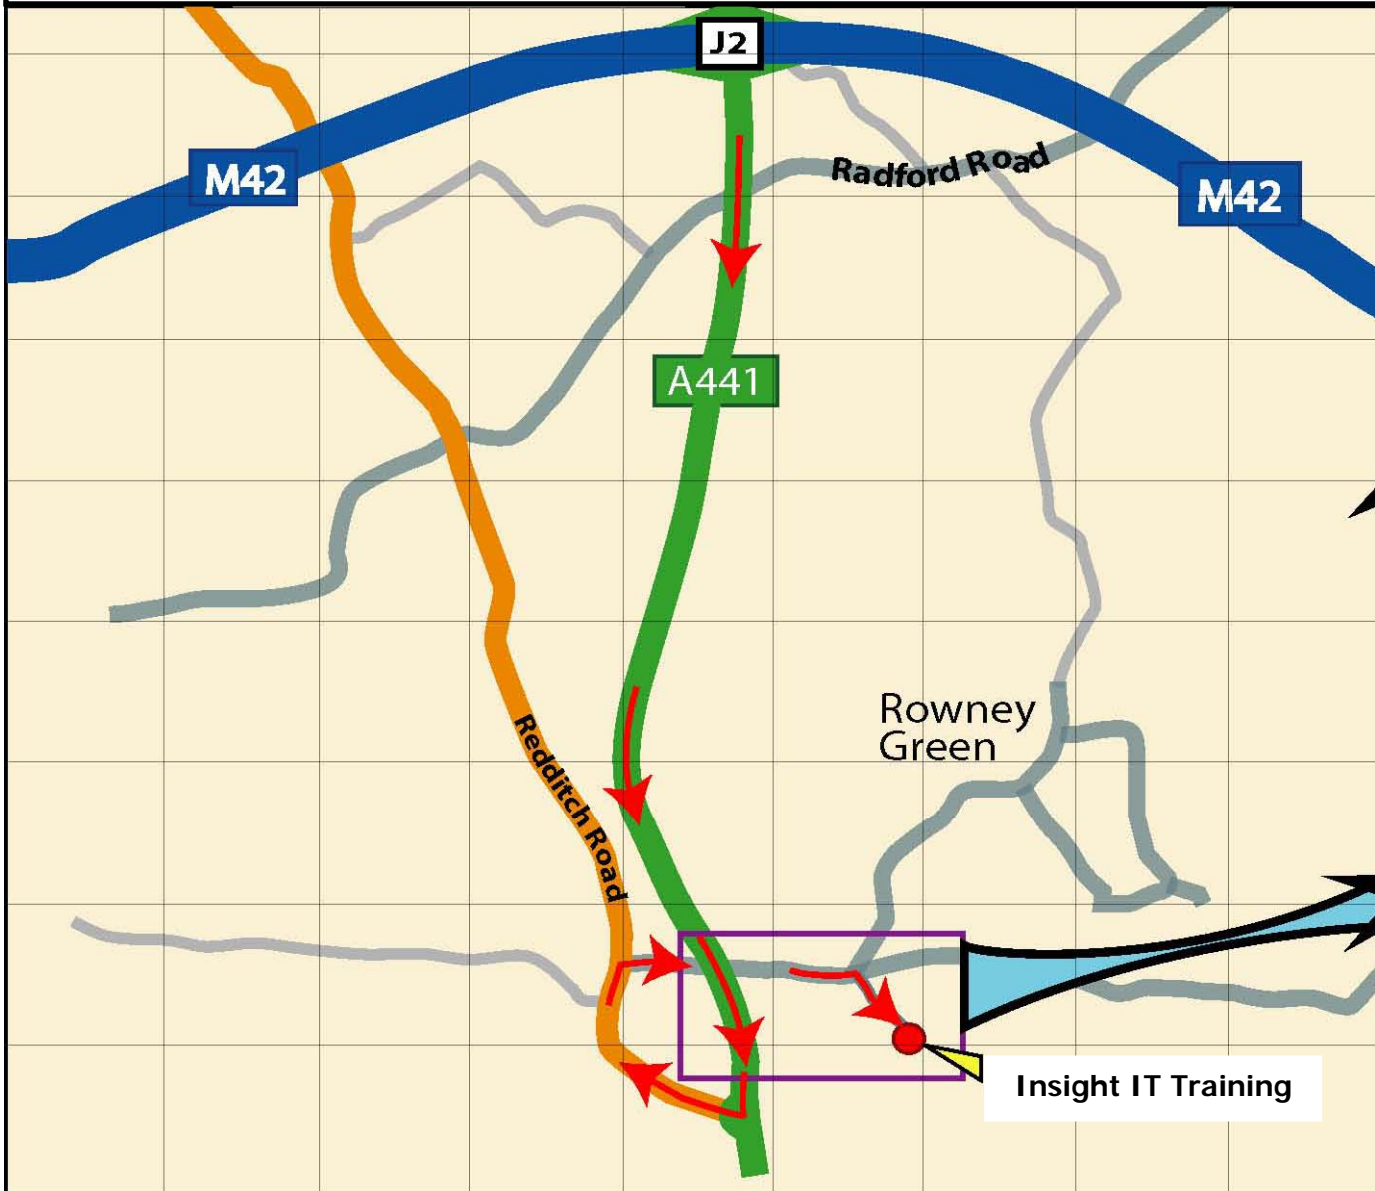 J2
M42
Radford Road
M42
A441
Rowney
Green
Redditch Road
Insight IT Training